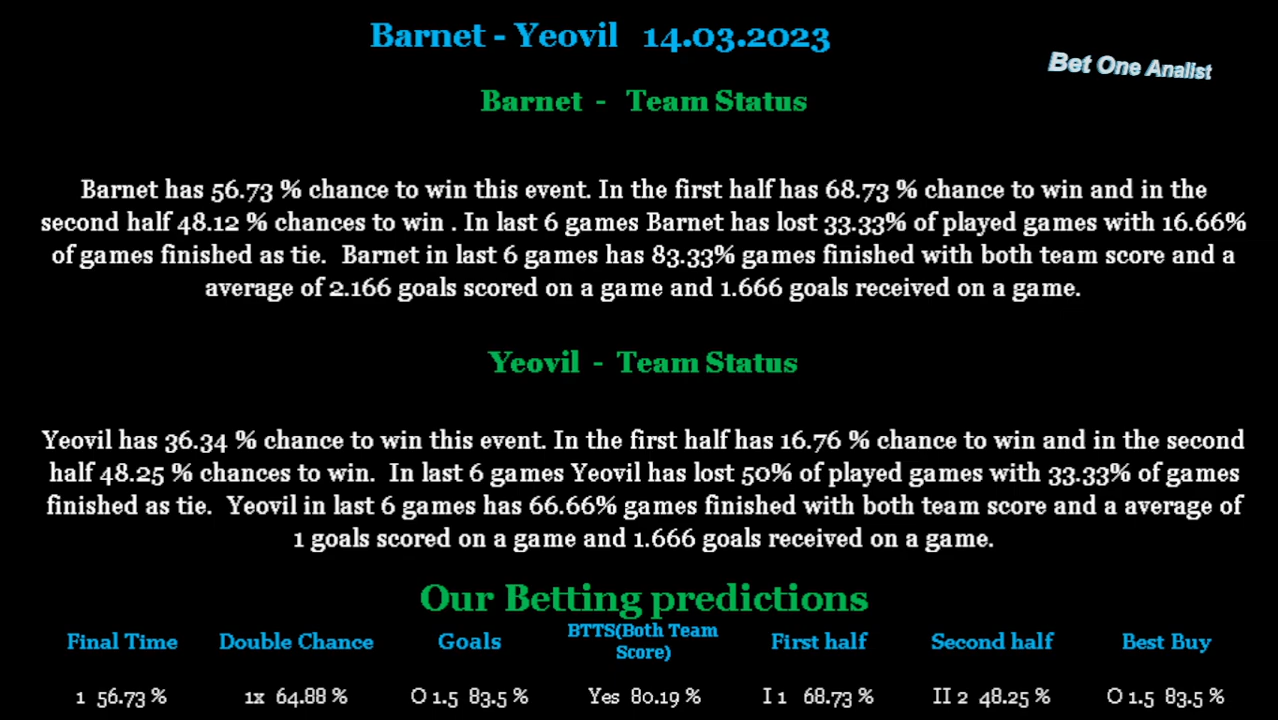 Barnet - Yeovil 14.03.2023
Bet One Analist
Barnet - Team Status
Barnet has 56.73 % chance to win this event. In the first half has 68.73 % chance to win and in the
second half 48.12 % chances to win . In last 6 games Barnet has lost 33.33% of played games with 16.66%
of games finished as tie. Barnet in last 6 games has 83.33% games finished with both team score and a
average of 2.166 goals scored on a game and 1.666 goals received on a game.
Yeovil - Team Status
Yeovil has 36.34 % chance to win this event. In the first half has 16.76 % chance to win and in the second
half 48.25 % chances to win. In last 6 games Yeovil has lost 50% of played games with 33.33% of games
finished as tie. Yeovil in last 6 games has 66.66% games finished with both team score and a average of
1 goals scored on a game and 1.666 goals received on a game.
Our Betting predictions
Final Time Double Chance Goals BTTS(Both Team Score) First half Second half Best Buy
1 56.73 % 1x 64.88 % O 1.5 83.5 % Yes 80.19 % I 1 68.73 % II 2 48.25 % O 1.5 83.5 %